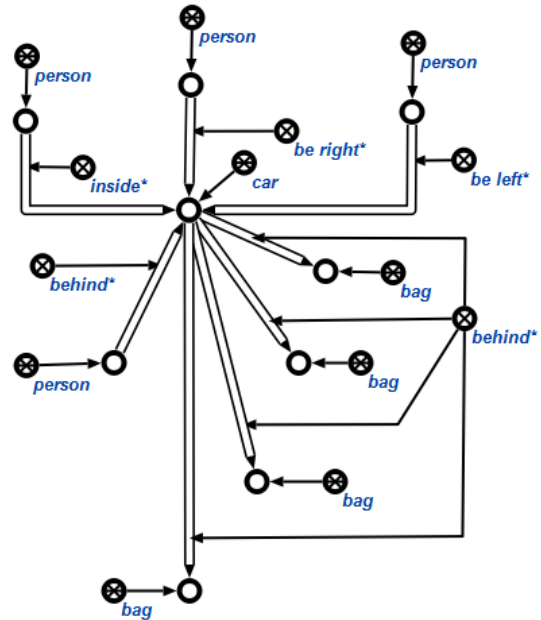 person
person
person
be right*
inside*
car
be left*
behind*
bag
behind*
person
bag
bag
bag